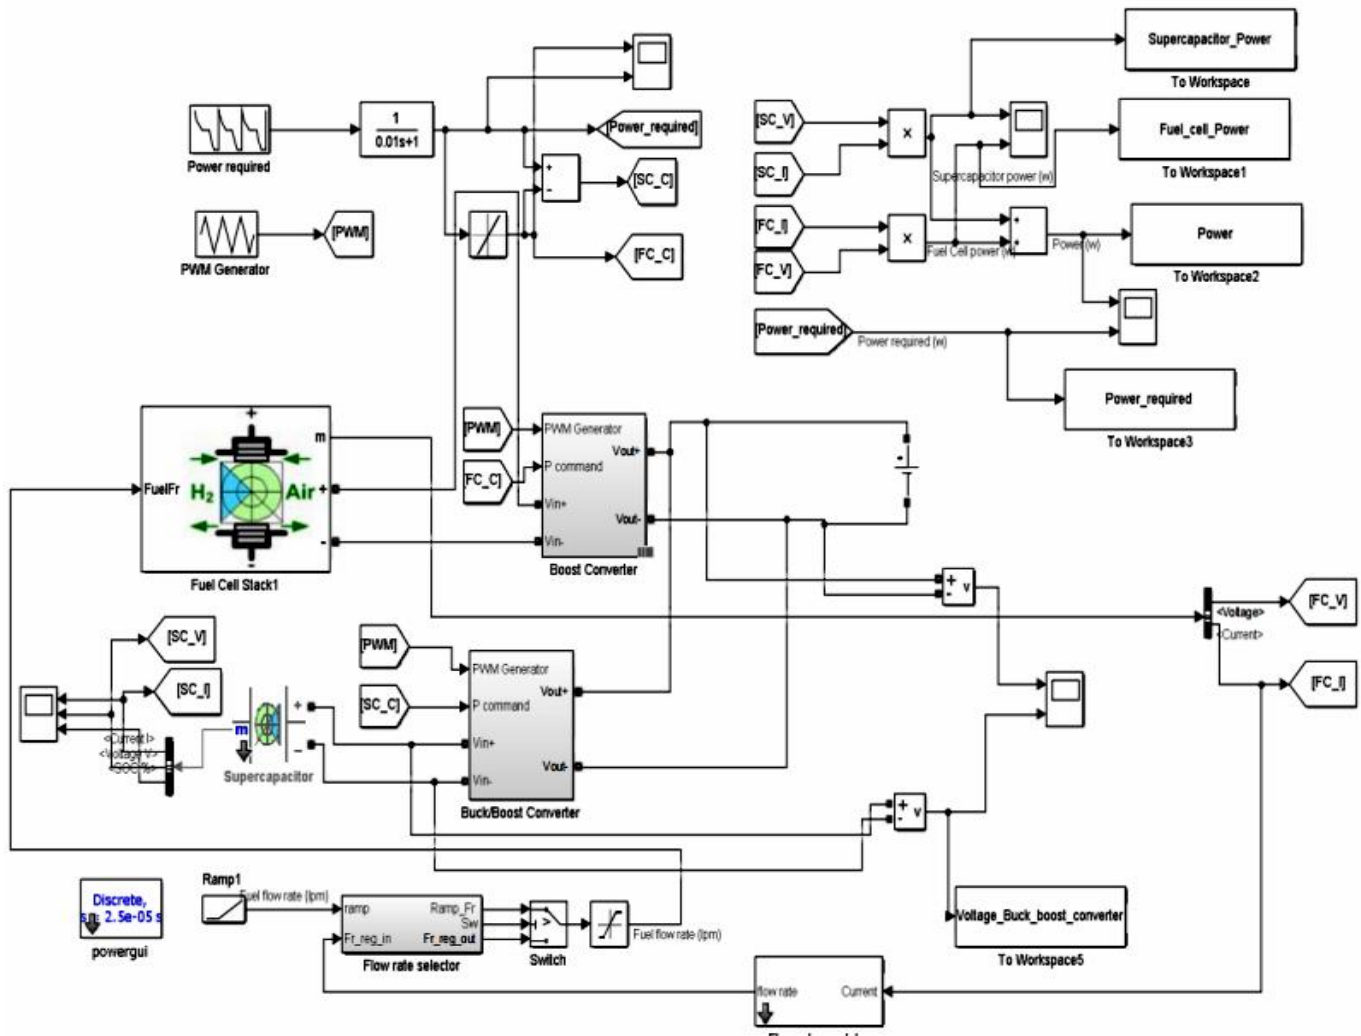 Supercapacitor_Power
To Workspace
Power required
1
0.01s+1
[Power_required]
+
-
[SC_C]
[SC_V]
[SC_I]
×
Supercapacitor power (w)
Fuel_cell_Power
To Workspace1
PWM Generator
[PWM]
[FC_C]
[FC_I]
[FC_V]
×
Fuel Cell power (w)
Power (w)
Power
To Workspace2
[Power_required]
Power required (w)
Power_required
To Workspace3
FuelFr
+
m
H2
Air
+
-
-
Fuel Cell Stack1
[PWM]
[FC_C]
PWM Generator
P command
Vin+
Vin-
Vout+
Vout-
Boost Converter
+
+
-
v
<Voltage>
<Current>
[FC_V]
[FC_I]
[SC_V]
[SC_I]
<Current I>
<Voltage V>
<SOC %>
m
+
-
Supercapacitor
[PWM]
[SC_C]
PWM Generator
P command
Vin+
Vin-
Vout+
Vout-
Buck/Boost Converter
+
-
v
Voltage_Buck_boost_converter
To Workspace5
Discrete,
2.5e-05 s
powergui
Ramp1
Fuel flow rate (lpm)
ramp
Fr_reg_in
Ramp_Fr
Sw
Fr_reg_out
Flow rate selector
>
Switch
Fuel flow rate (lpm)
flow rate
Current